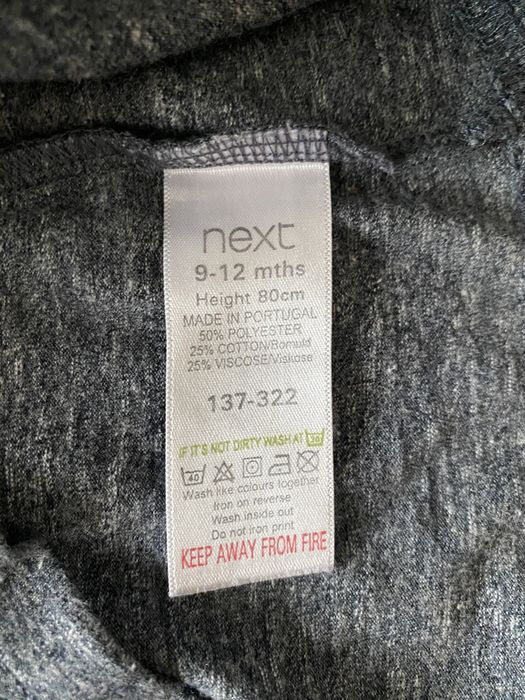 next
9-12 mths
Height 80cm
MADE IN PORTUGAL
50% POLYESTER
25% COTTON/Bomuld
25% VISCOSE/Viskose
137-322
IF IT'S NOT DIRTY WASH AT 30
40
Wash like colours together
Iron on reverse
Wash inside out
Do not iron print
KEEP AWAY FROM FIRE